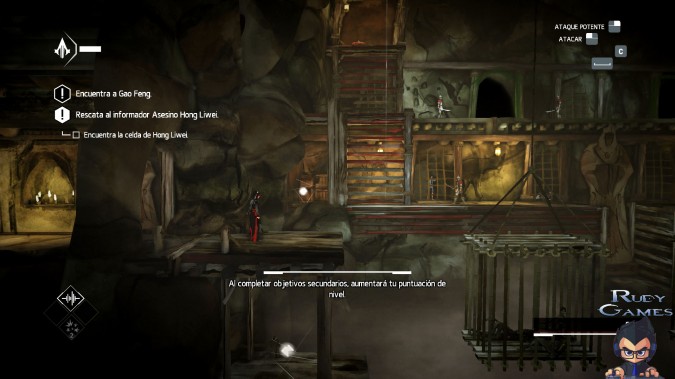 ATAQUE POTENTE
ATACAR
C
Encuentra a Gao Feng.
Rescata al informador Asesino Hong Liwei.
Encuentra la celda de Hong Liwei.
Al completar objetivos secundarios, aumentará tu puntuación de
nivel.
RUDY
GAMES